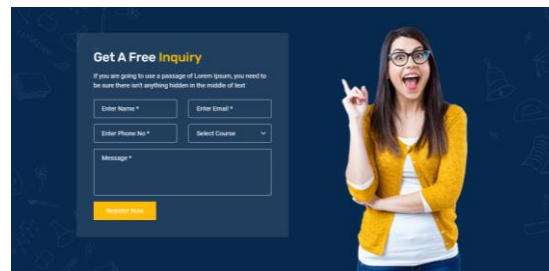 Get A Free Inquiry
If you are going to use a passage of Lorem Ipsum, you need to
be sure there isn't anything hidden in the middle of text
Enter Name *
Enter Email *
Enter Phone No *
Select Course
Message *
Register Now